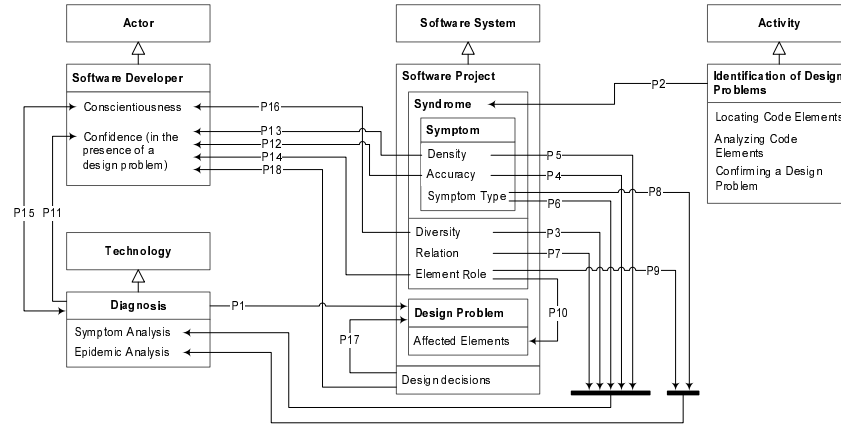 Actor
Software System
Activity
Software Developer
Conscientiousness
Confidence (in the
presence of a
design problem)
Software Project
Syndrome
Symptom
Density
Accuracy
Symptom Type
Diversity
Relation
Element Role
Design Problem
Affected Elements
Design decisions
Identification of Design
Problems
Locating Code Elements
Analyzing Code
Elements
Confirming a Design
Problem
Technology
Diagnosis
Symptom Analysis
Epidemic Analysis
P2
P16
P13
P12
P14
P18
P5
P4
P8
P6
P3
P7
P9
P15
P11
P1
P10
P17